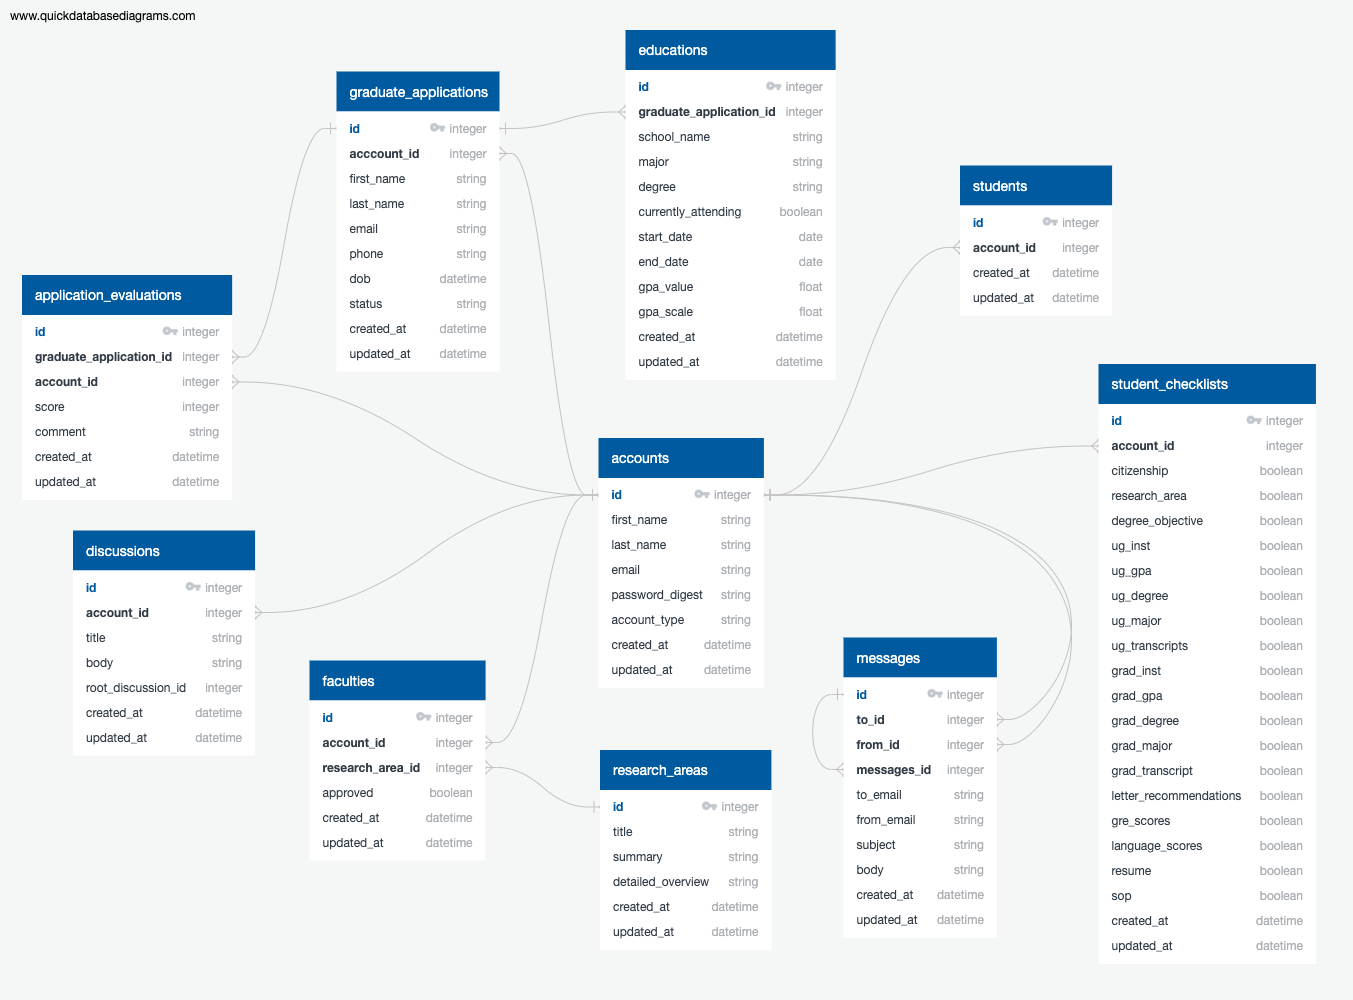 www.quickdatabasediagrams.com
graduate_applications
id integer
acccount_id integer
first_name string
last_name string
email string
phone string
dob datetime
status string
created_at datetime
updated_at datetime
educations
id integer
graduate_application_id integer
school_name string
major string
degree string
currently_attending boolean
start_date date
end_date date
gpa_value float
gpa_scale float
created_at datetime
updated_at datetime
students
id integer
account_id integer
created_at datetime
updated_at datetime
application_evaluations
id integer
graduate_application_id integer
account_id integer
score integer
comment string
created_at datetime
updated_at datetime
student_checklists
id integer
account_id integer
citizenship boolean
research_area boolean
degree_objective boolean
ug_inst boolean
ug_gpa boolean
ug_degree boolean
ug_major boolean
ug_transcripts boolean
grad_inst boolean
grad_gpa boolean
grad_degree boolean
grad_major boolean
grad_transcript boolean
letter_recommendations boolean
gre_scores boolean
language_scores boolean
resume boolean
sop boolean
created_at datetime
updated_at datetime
accounts
id integer
first_name string
last_name string
email string
password_digest string
account_type string
created_at datetime
updated_at datetime
discussions
id integer
account_id integer
title string
body string
root_discussion_id integer
created_at datetime
updated_at datetime
faculties
id integer
account_id integer
research_area_id integer
approved boolean
created_at datetime
updated_at datetime
messages
id integer
to_id integer
from_id integer
messages_id integer
to_email string
from_email string
subject string
body string
created_at datetime
updated_at datetime
research_areas
id integer
title string
summary string
detailed_overview string
created_at datetime
updated_at datetime